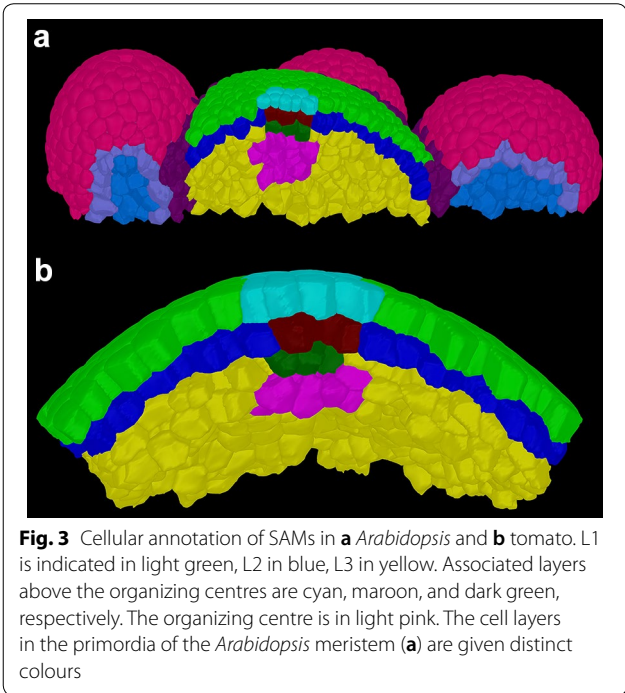 a
b
Fig. 3 Cellular annotation of SAMs in a Arabidopsis and b tomato. L1
is indicated in light green, L2 in blue, L3 in yellow. Associated layers
above the organizing centres are cyan, maroon, and dark green,
respectively. The organizing centre is in light pink. The cell layers
in the primordia of the Arabidopsis meristem (a) are given distinct
colours